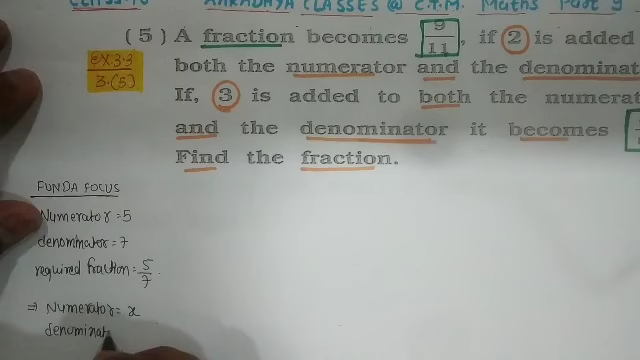 CLASSES @ C.T.M. Maths Part 9
(5) A fraction becomes 9/11, if 2 is added
both the numerator and the
If, 3 is added to both the
and the denominator it becomes
Find the fraction.
EX 3.3
3.(5)
FUNDA FOCUS
Numerator = 5
denominator = 7
required fraction = 5/7
⇒ Numerator = x
denominat